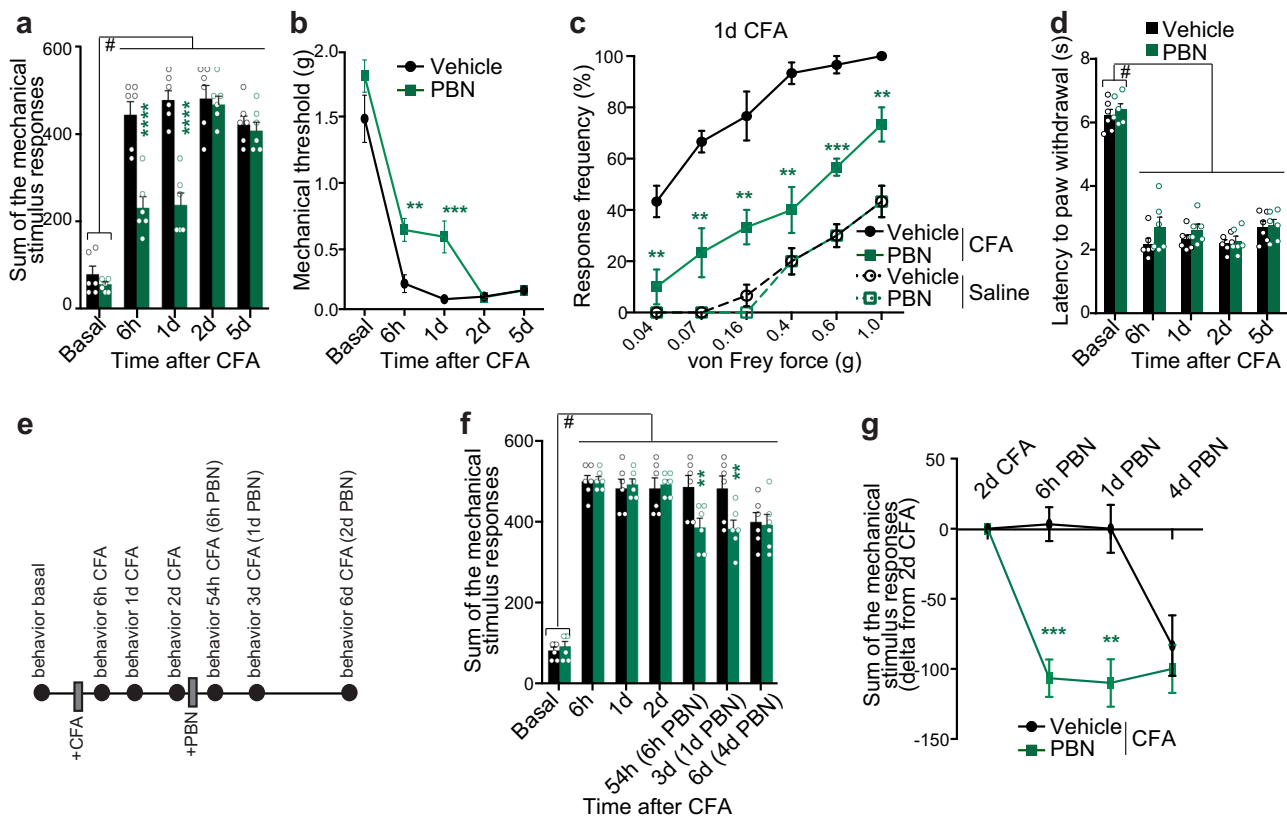 a
Sum of the mechanical
stimulus responses
600
400
200
0
#
****
****
Basal
6h
1d
2d
5d
Time after CFA
b
Mechanical threshold (g)
2.0
1.5
1.0
0.5
0.0
Vehicle
PBN
**
***
Basal
6h
1d
2d
5d
Time after CFA
c
1d CFA
Response frequency (%)
100
80
60
40
20
0
**
**
**
**
***
**
Vehicle
PBN
CFA
Vehicle
PBN
Saline
0.04
0.07
0.16
0.4
0.6
1.0
von Frey force (g)
d
Vehicle
PBN
Latency to paw withdrawal (s)
8
6
4
2
0
#
Basal
6h
1d
2d
5d
Time after CFA
e
behavior basal
behavior 6h CFA
behavior 1d CFA
behavior 2d CFA
behavior 54h CFA (6h PBN)
behavior 3d CFA (1d PBN)
behavior 6d CFA (2d PBN)
+CFA
+PBN
f
Sum of the mechanical
stimulus responses
600
400
200
0
#
**
**
Basal
6h
1d
2d
54h (6h PBN)
3d (1d PBN)
6d (4d PBN)
Time after CFA
g
2d CFA
6h PBN
1d PBN
4d PBN
Sum of the mechanical
stimulus responses
(delta from 2d CFA)
50
0
-50
-100
-150
***
**
Vehicle
PBN
CFA